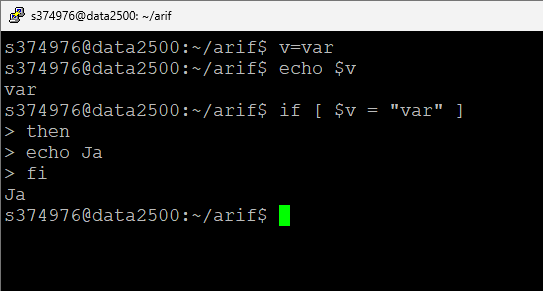 s374976@data2500: ~/arif
s374976@data2500:~/arif$ v=var
s374976@data2500:~/arif$ echo $v
var
s374976@data2500:~/arif$ if [ $v = "var" ]
> then
> echo Ja
> fi
Ja
s374976@data2500:~/arif$